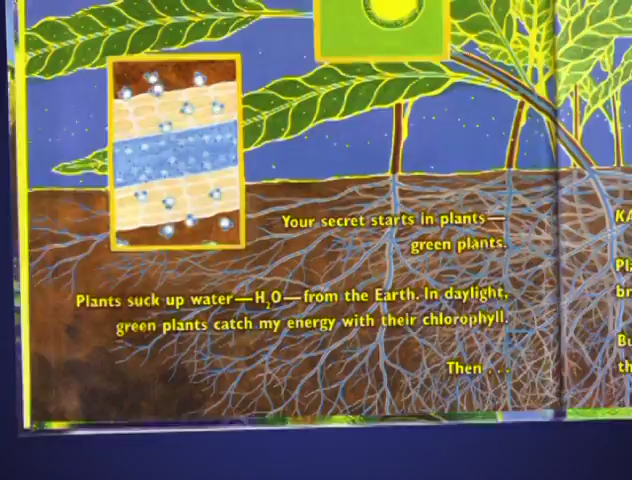 Your secret starts in plants—
green plants.
Plants suck up water—H₂O—from the Earth. In daylight,
green plants catch my energy with their chlorophyll.
Then . . .